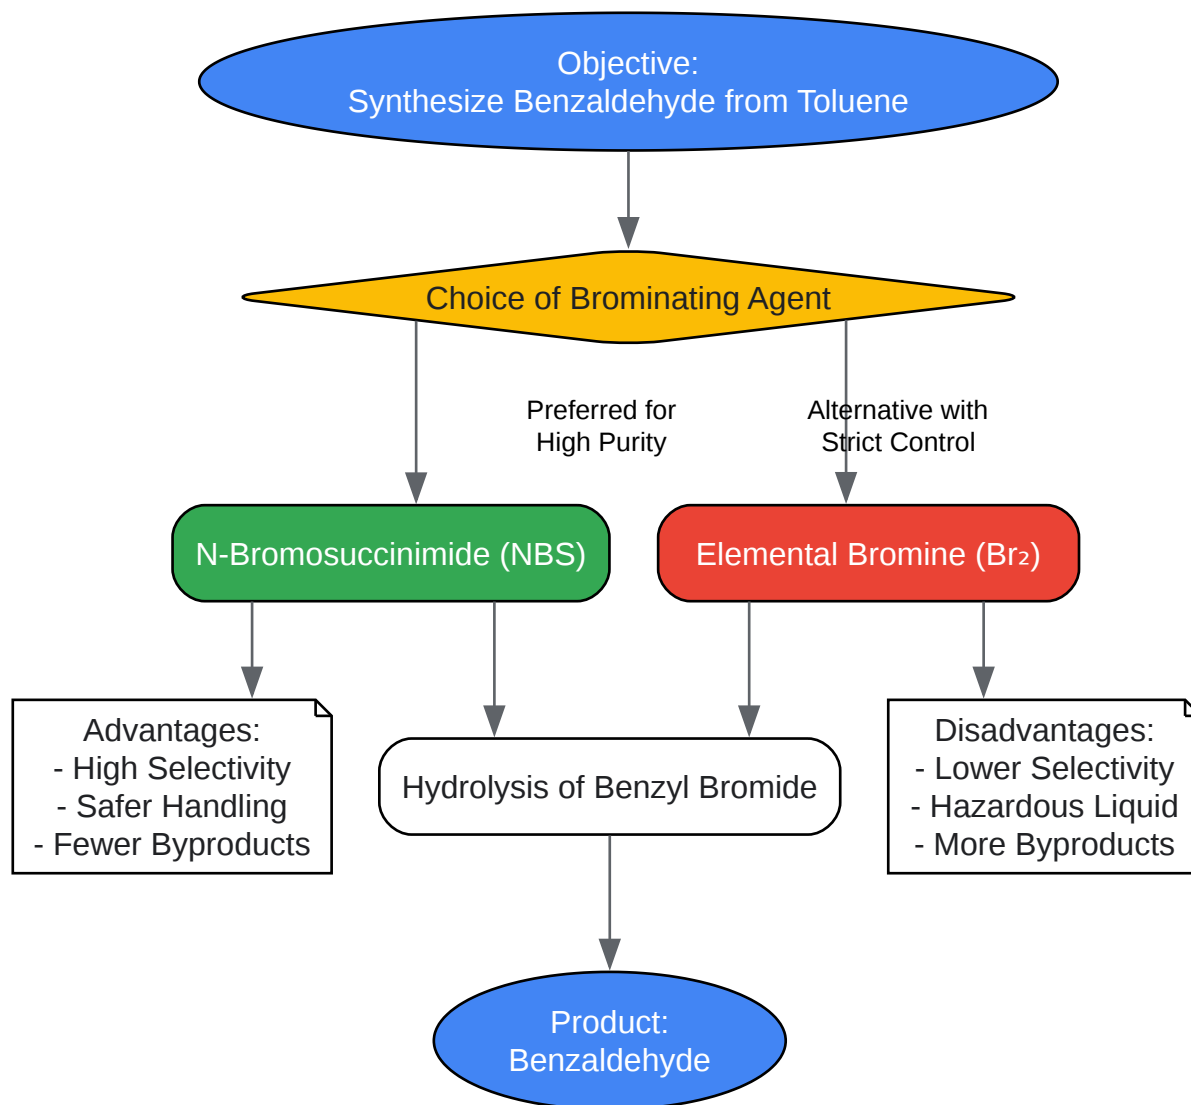 Objective:
Synthesize Benzaldehyde from Toluene
Choice of Brominating Agent
Preferred for
High Purity
Alternative with
Strict Control
N-Bromosuccinimide (NBS)
Elemental Bromine (Br₂)
Advantages:
- High Selectivity
- Safer Handling
- Fewer Byproducts
Hydrolysis of Benzyl Bromide
Disadvantages:
- Lower Selectivity
- Hazardous Liquid
- More Byproducts
Product:
Benzaldehyde